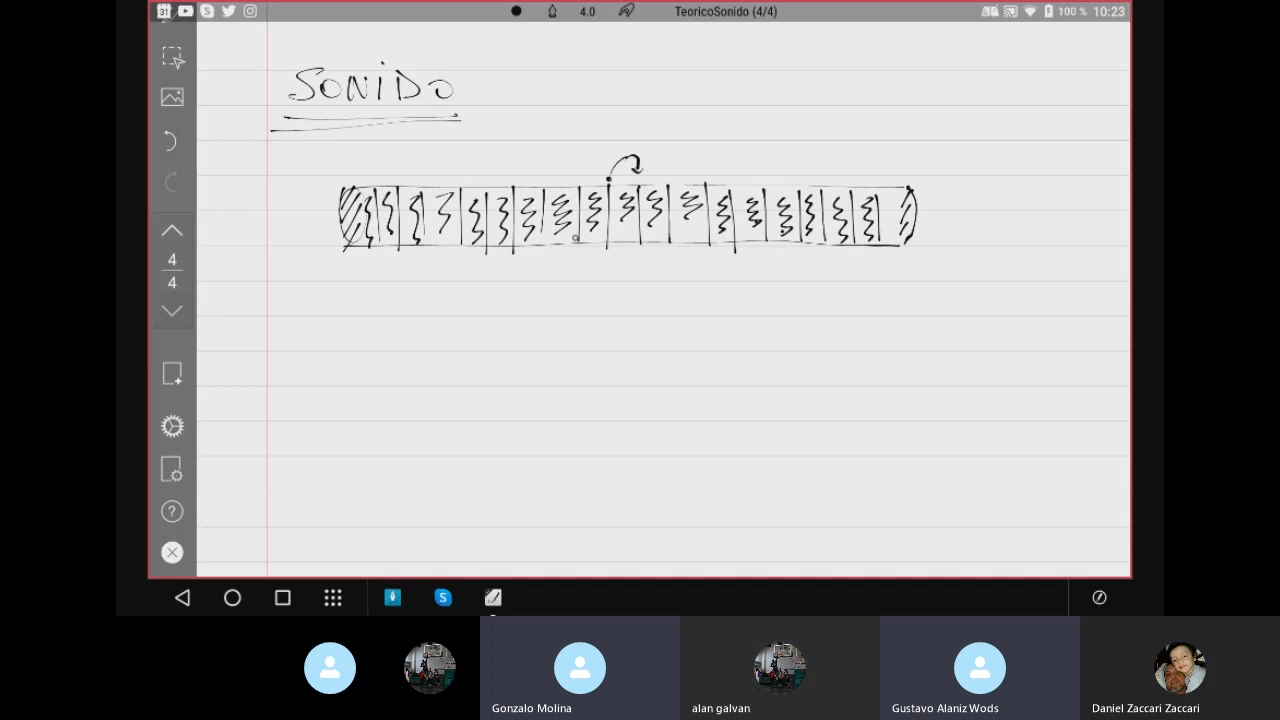 31 4.0 TeoricoSonido (4/4) 100 % 10:23
SONIDO
4
4
Gonzalo Molina alan galvan Gustavo Alaniz Wods Daniel Zaccari Zaccari